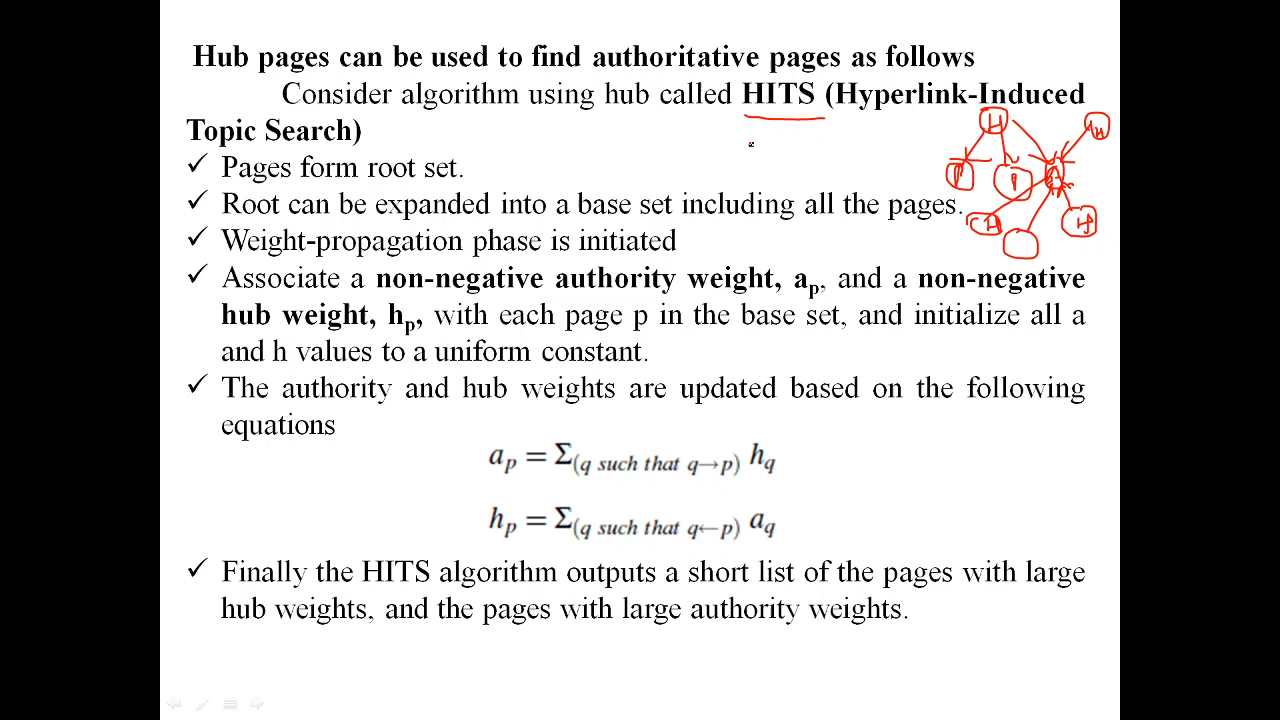 Hub pages can be used to find authoritative pages as follows
Consider algorithm using hub called HITS (Hyperlink-Induced
Topic Search)
✓ Pages form root set.
✓ Root can be expanded into a base set including all the pages.
✓ Weight-propagation phase is initiated
✓ Associate a non-negative authority weight, aₚ, and a non-negative
hub weight, hₚ, with each page p in the base set, and initialize all a
and h values to a uniform constant.
✓ The authority and hub weights are updated based on the following
equations
aₚ = Σ(q such that q→p) h_q
hₚ = Σ(q such that q←p) a_q
✓ Finally the HITS algorithm outputs a short list of the pages with large
hub weights, and the pages with large authority weights.
H
P
P
H